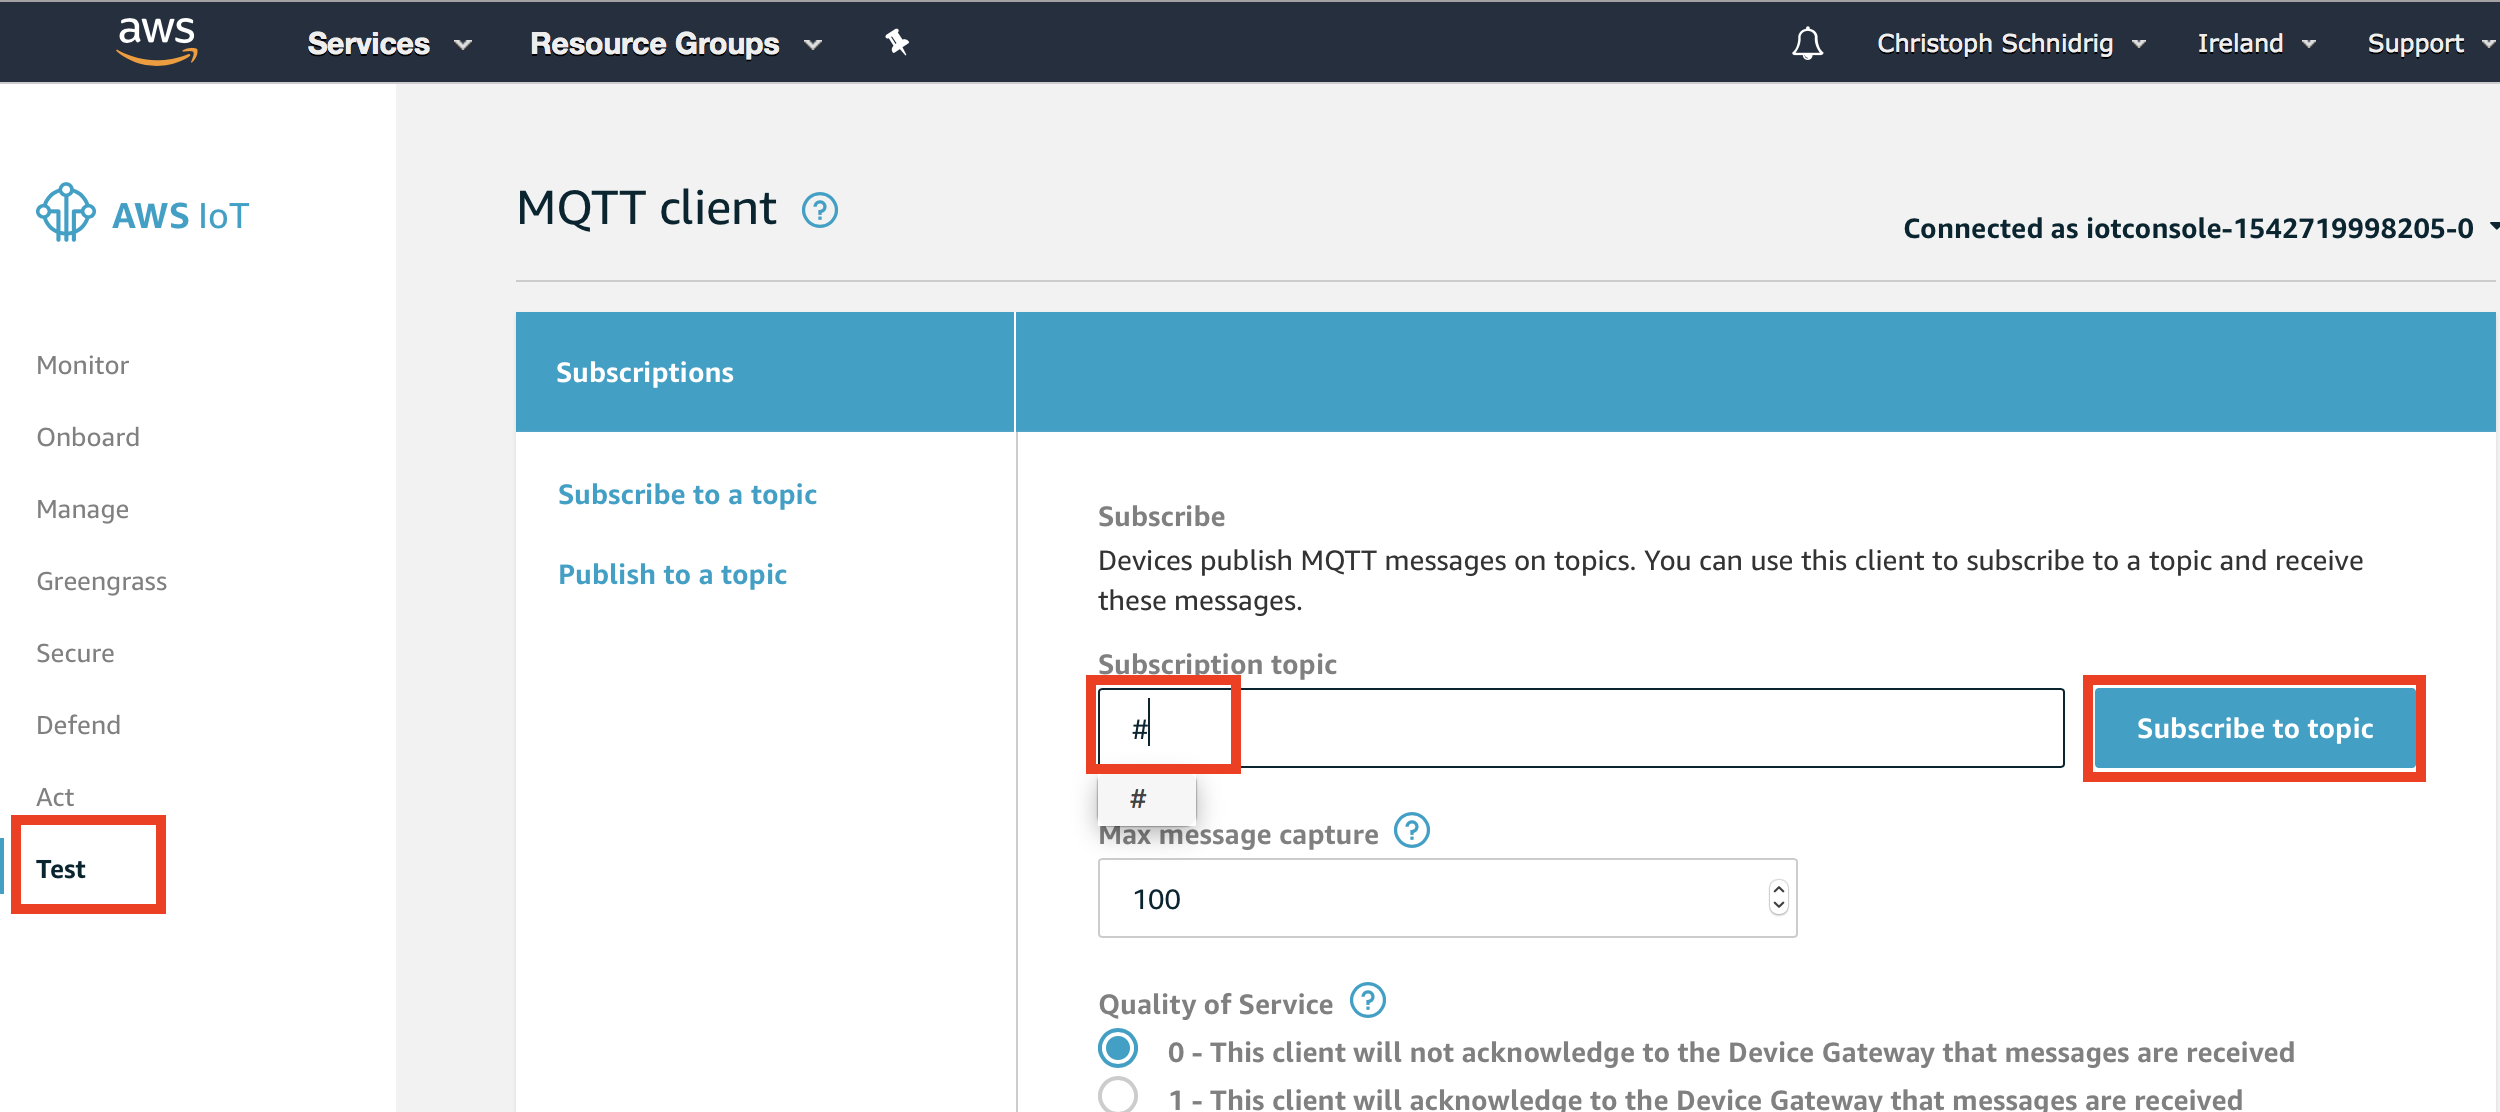 aws
Services
Resource Groups
Christoph Schnidrig
Ireland
Support
AWS IoT
Monitor
Onboard
Manage
Greengrass
Secure
Defend
Act
Test
MQTT client ?
Connected as iotconsole-1542719998205-0
Subscriptions
Subscribe to a topic
Publish to a topic
Subscribe
Devices publish MQTT messages on topics. You can use this client to subscribe to a topic and receive
these messages.
Subscription topic
#
Subscribe to topic
#
Max message capture ?
100
Quality of Service ?
0 - This client will not acknowledge to the Device Gateway that messages are received
1 - This client will acknowledge to the Device Gateway that messages are received